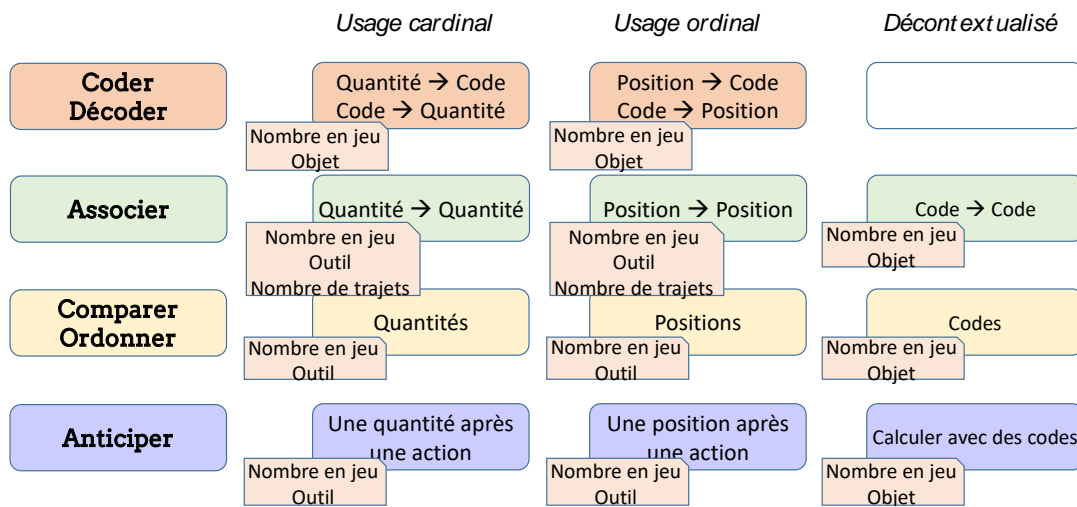 Usage cardinal
Usage ordinal
Décontextualisé
Coder
Décoder
Quantité → Code
Code → Quantité
Nombre en jeu
Objet
Position → Code
Code → Position
Nombre en jeu
Objet
Associer
Quantité → Quantité
Nombre en jeu
Outil
Nombre de trajets
Position → Position
Nombre en jeu
Outil
Nombre de trajets
Code → Code
Nombre en jeu
Objet
Comparer
Ordonner
Quantités
Nombre en jeu
Outil
Positions
Nombre en jeu
Outil
Codes
Nombre en jeu
Objet
Anticiper
Une quantité après
une action
Nombre en jeu
Outil
Une position après
une action
Nombre en jeu
Outil
Calculer avec des codes
Nombre en jeu
Objet